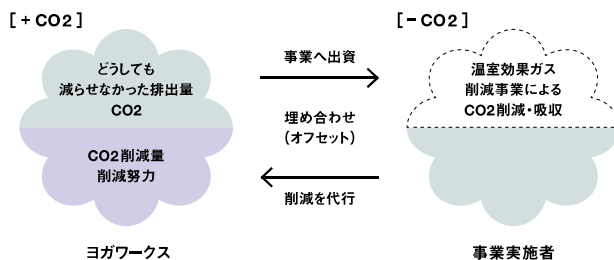 [+CO2]
どうしても
減らせなかった排出量
CO2
CO2削減量
削減努力
ヨガワークス
事業へ出資
埋め合わせ
(オフセット)
削減を代行
[−CO2]
温室効果ガス
削減事業による
CO2削減・吸収
事業実施者